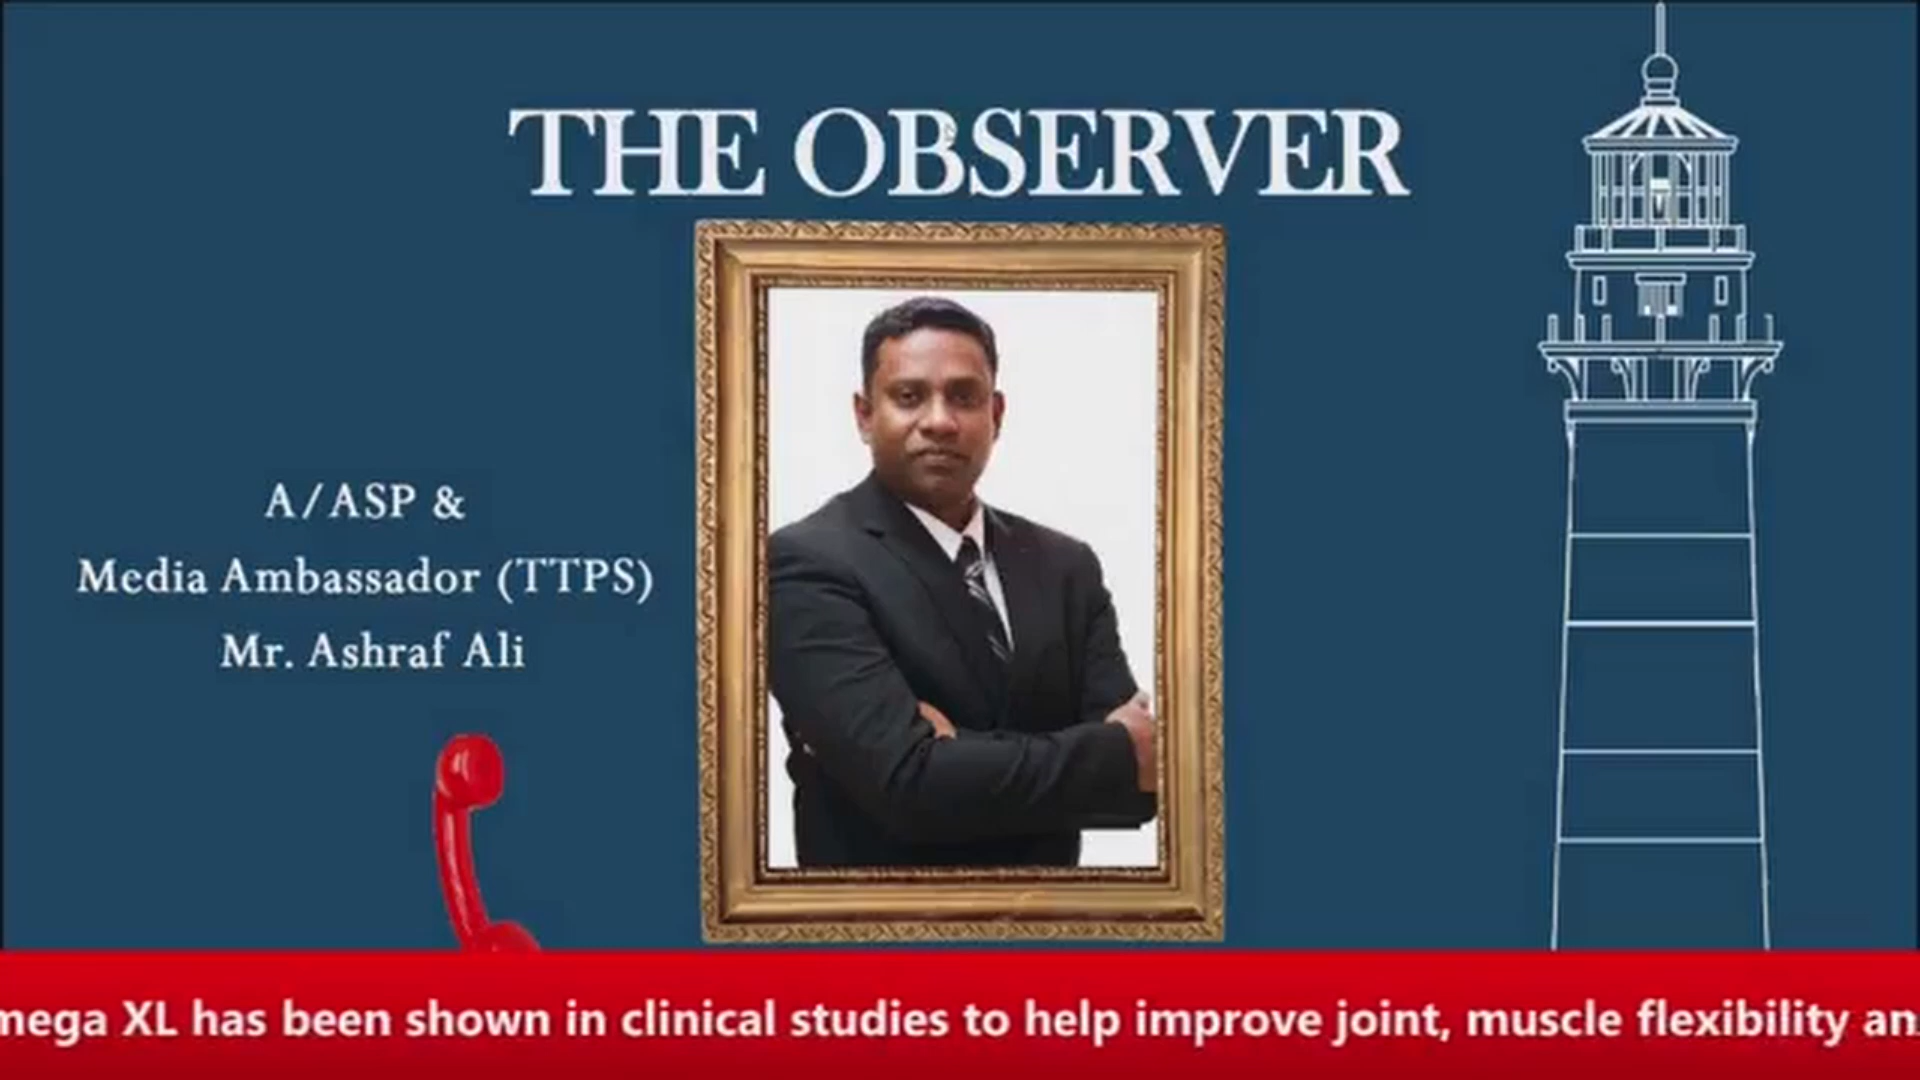 THE OBSERVER
A/ASP &
Media Ambassador (TTPS)
Mr. Ashraf Ali
mega XL has been shown in clinical studies to help improve joint, muscle flexibility an